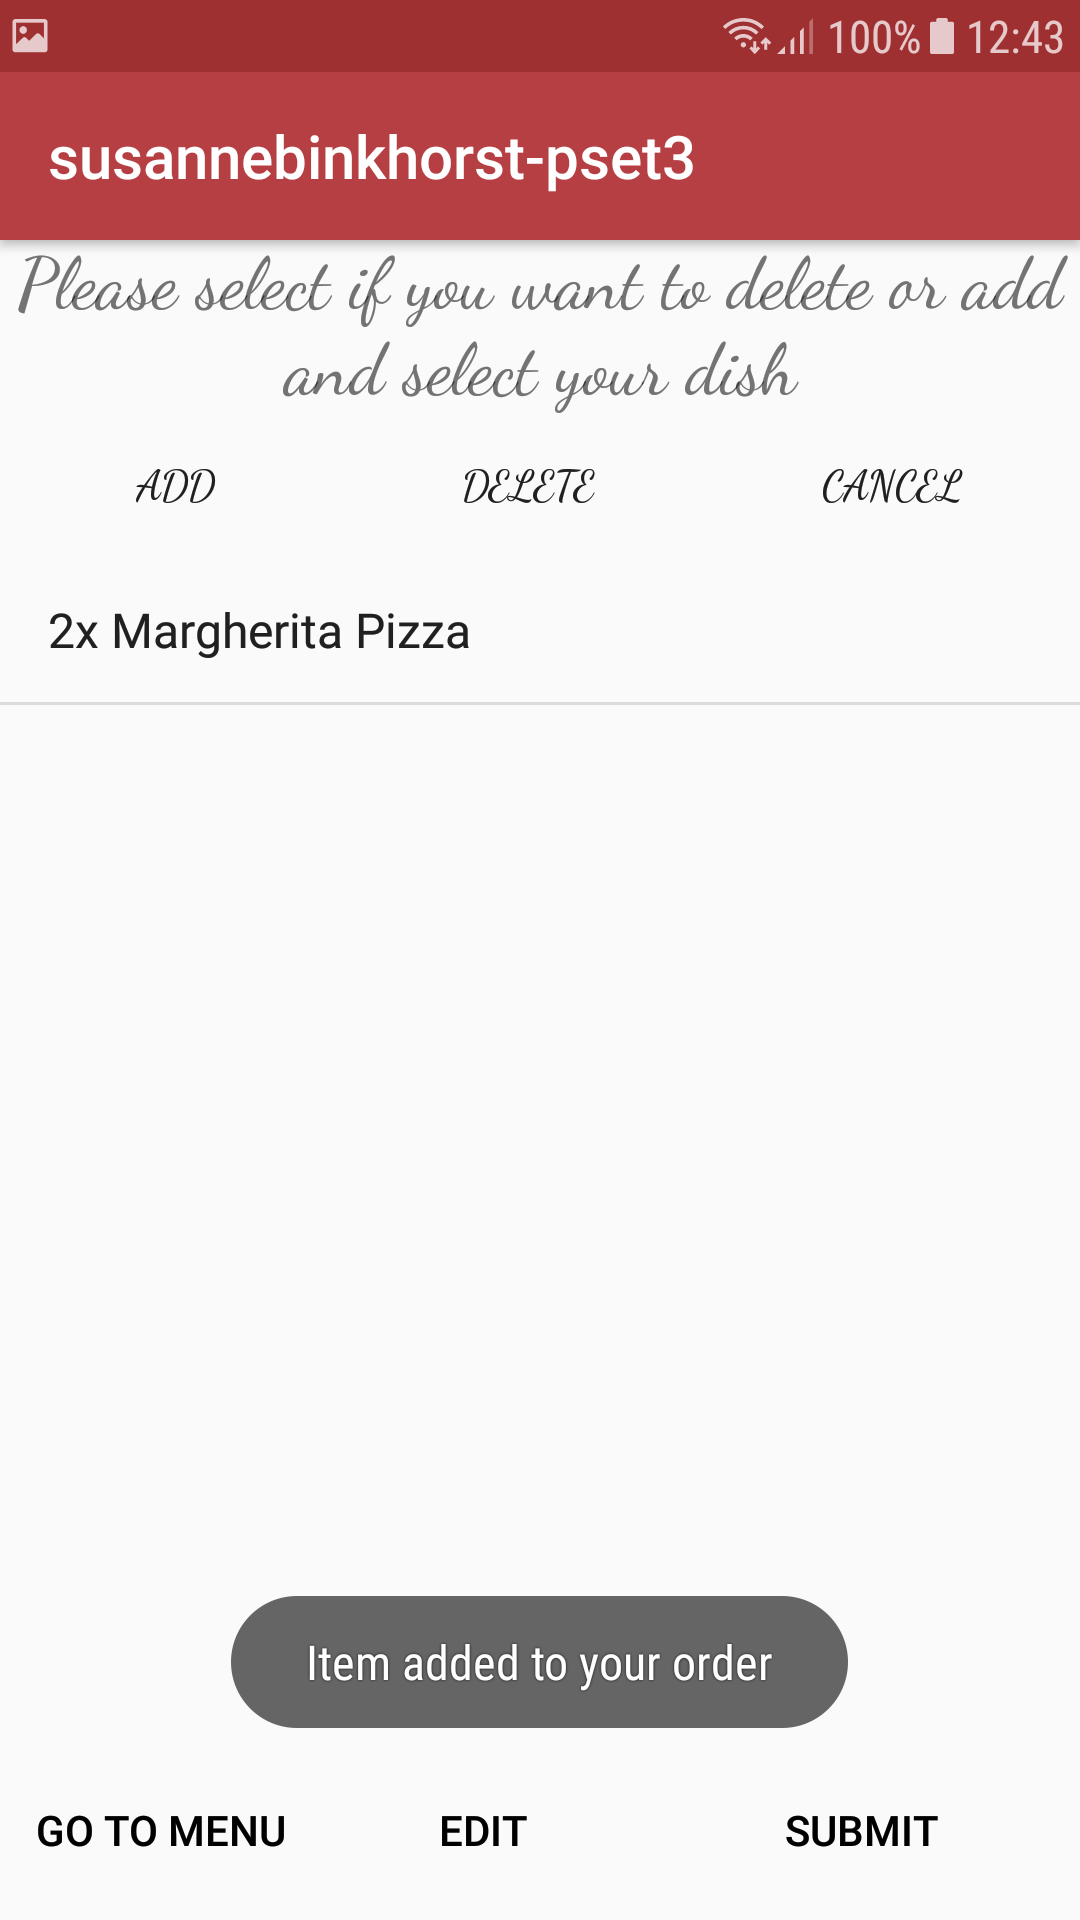 100% 12:43
susannebinkhorst-pset3
Please select if you want to delete or add
and select your dish
ADD DELETE CANCEL
2x Margherita Pizza
Item added to your order
GO TO MENU EDIT SUBMIT